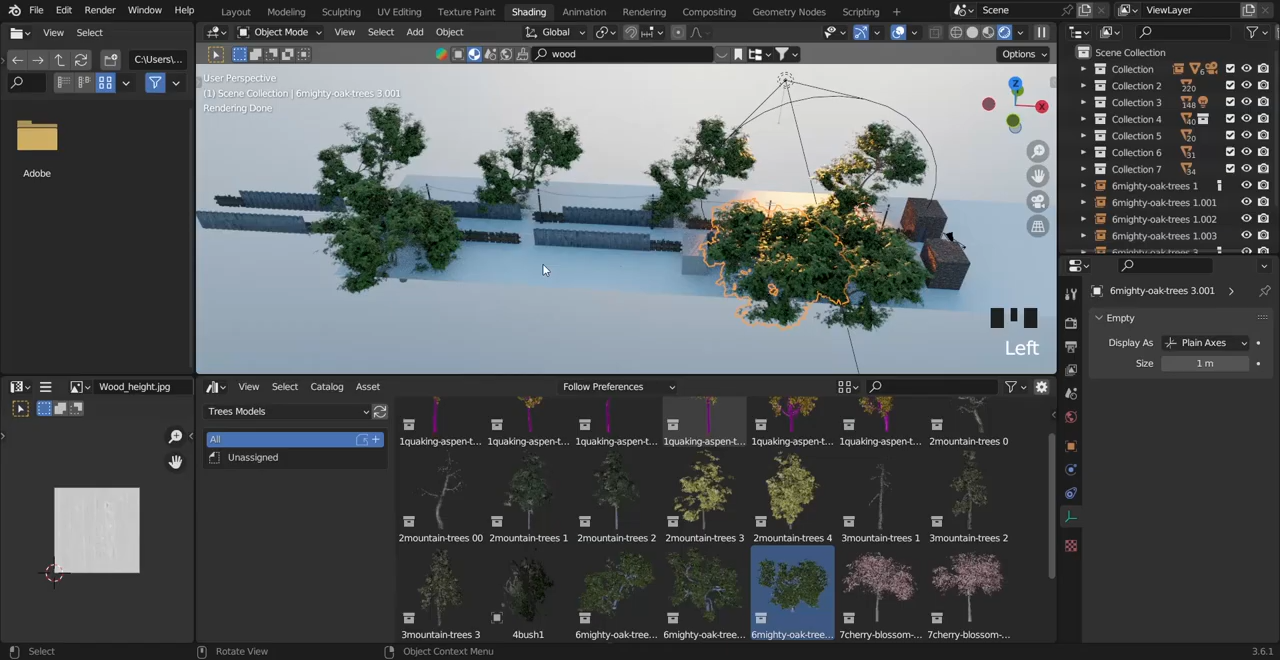 File Edit Render Window Help
Layout Modeling Sculpting UV Editing Texture Paint Shading Animation Rendering Compositing Geometry Nodes Scripting +
Scene
ViewLayer
View Select
Object Mode View Select Add Object
Global
C:\Users\...
wood
Options
User Perspective
(1) Scene Collection | 6mighty-oak-trees 3.001
Rendering Done
Z
X
Adobe
Left
Scene Collection
Collection 6
Collection 2 220
Collection 3 148
Collection 4 40
Collection 5 20
Collection 6 31
Collection 7 34
6mighty-oak-trees 1
6mighty-oak-trees 1.001
6mighty-oak-trees 1.002
6mighty-oak-trees 1.003
6mighty-oak-trees 3.001
Empty
Display As Plain Axes
Size 1 m
Wood_height.jpg
View Select Catalog Asset
Follow Preferences
Trees Models
All
Unassigned
1quaking-aspen-t... 1quaking-aspen-t... 1quaking-aspen-t... 1quaking-aspen-t... 1quaking-aspen-t... 1quaking-aspen-t... 2mountain-trees 0
2mountain-trees 00 2mountain-trees 1 2mountain-trees 2 2mountain-trees 3 2mountain-trees 4 3mountain-trees 1 3mountain-trees 2
3mountain-trees 3 4bush1 6mighty-oak-tree... 6mighty-oak-tree... 6mighty-oak-tree... 7cherry-blossom-... 7cherry-blossom-...
Select Rotate View Object Context Menu 3.6.1